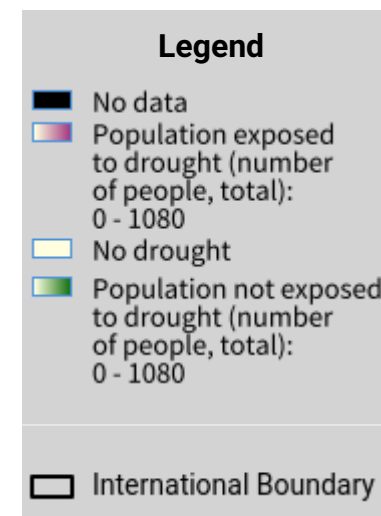 Legend
No data
Population exposed
to drought (number
of people, total):
0 - 1080
No drought
Population not exposed
to drought (number
of people, total):
0 - 1080
International Boundary